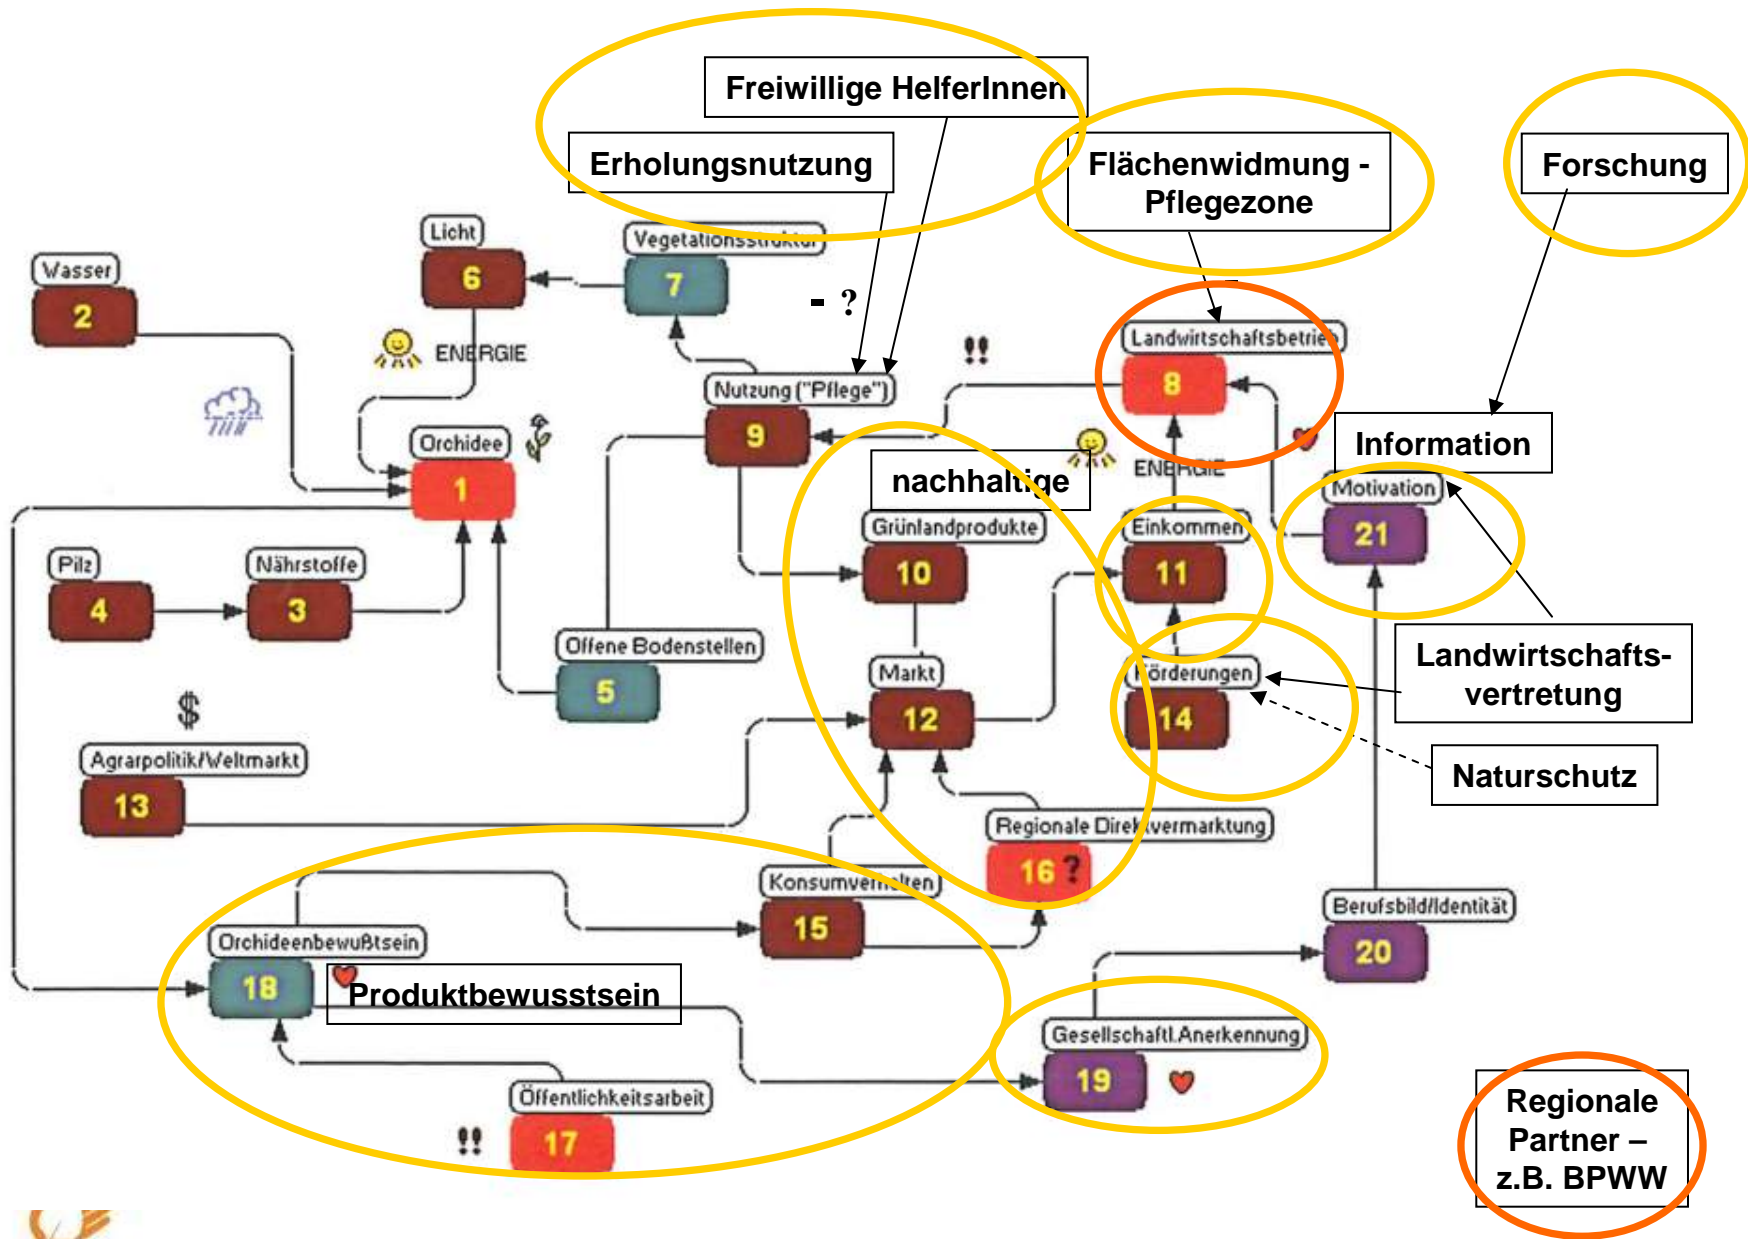 Freiwillige HelferInnen
Erholungsnutzung
Flächenwidmung -
Pflegezone
Forschung
Licht
6
Vegetationsstruktur
7
Wasser
2
- ?
ENERGIE
!!
Landwirtschaftsbetrieb
8
Nutzung ("Pflege")
9
Orchidee
1
Information
nachhaltige
ENERGIE
Motivation
21
Grünlandprodukte
10
Einkommen
11
Pilz
4
Nährstoffe
3
Offene Bodenstellen
5
Markt
12
Förderungen
14
Landwirtschafts-
vertretung
Naturschutz
$
Agrarpolitik/Weltmarkt
13
Regionale Direktvermarktung
16 ?
Konsumverhalten
15
Berufsbild/Identität
20
Orchideenbewußtsein
18
Produktbewusstsein
Gesellschaftl.Anerkennung
19
Öffentlichkeitsarbeit
!!
17
Regionale
Partner –
z.B. BPWW